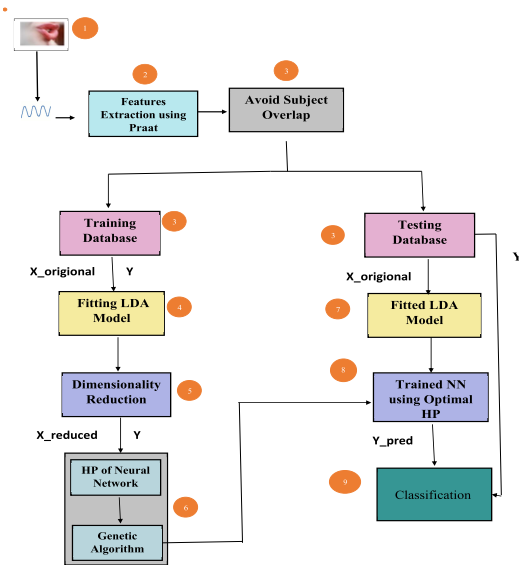 1
2
Features
Extraction using
Praat
3
Avoid Subject
Overlap
Training
Database
3
X_origional Y
Fitting LDA
Model
4
Dimensionality
Reduction
5
X_reduced Y
HP of Neural
Network
6
Genetic
Algorithm
3
Testing
Database
Y
X_origional
7
Fitted LDA
Model
8
Trained NN
using Optimal
HP
Y_pred
9
Classification